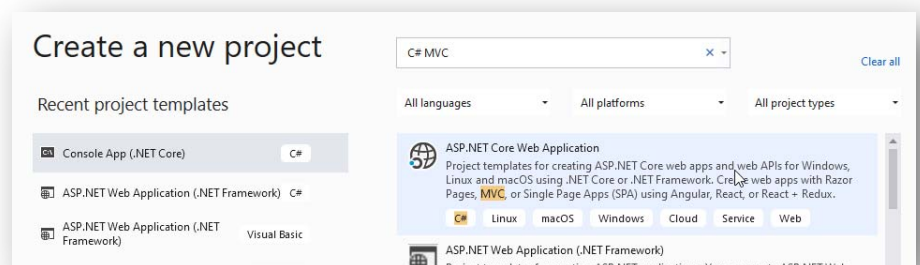 Create a new project
C# MVC
Clear all
Recent project templates
All languages
All platforms
All project types
Console App (.NET Core)
C#
ASP.NET Web Application (.NET Framework)
C#
ASP.NET Web Application (.NET
Framework)
Visual Basic
ASP.NET Core Web Application
Project templates for creating ASP.NET Core web apps and web APIs for Windows,
Linux and macOS using .NET Core or .NET Framework. Create web apps with Razor
Pages, MVC, or Single Page Apps (SPA) using Angular, React, or React + Redux.
C#
Linux
macOS
Windows
Cloud
Service
Web
ASP.NET Web Application (.NET Framework)